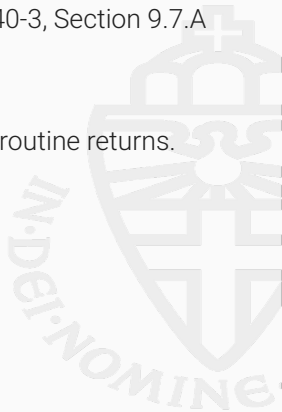 40-3, Section 9.7.A
routine returns.
IN·DEI·NOMINE·